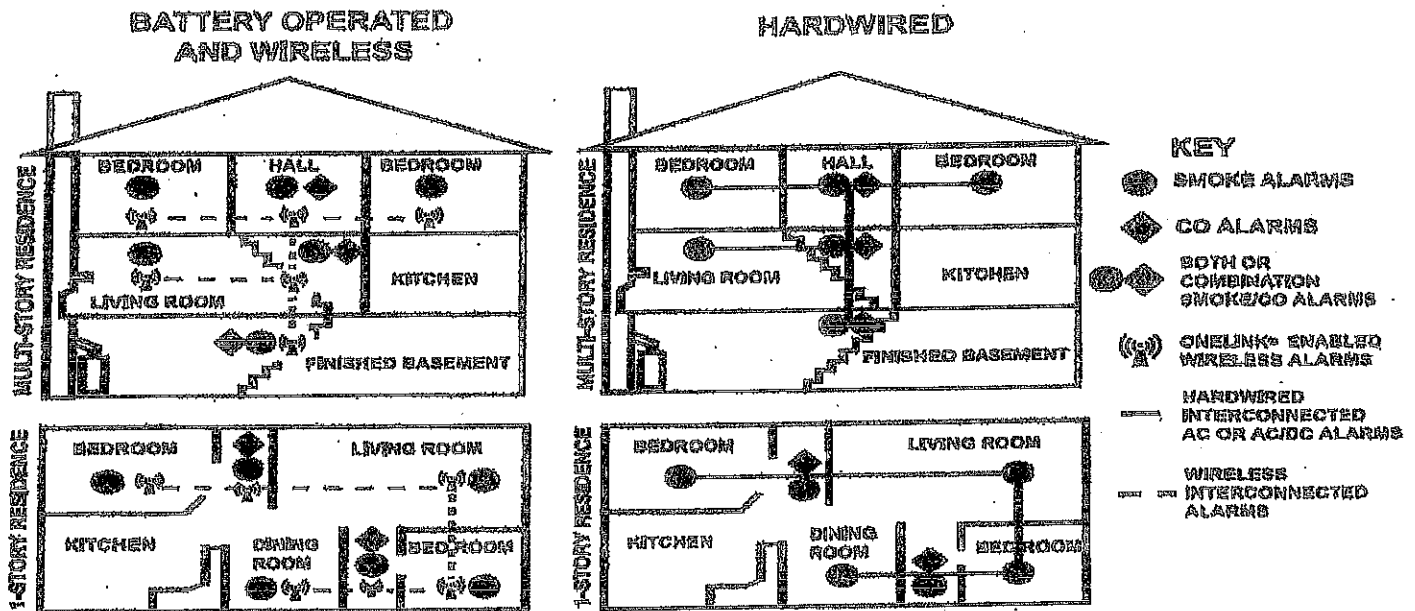 BATTERY OPERATED
AND WIRELESS
MULTI-STORY RESIDENCE
BEDROOM
HALL
BEDROOM
LIVING ROOM
KITCHEN
FINISHED BASEMENT
1-STORY RESIDENCE
BEDROOM
LIVING ROOM
KITCHEN
DINING
ROOM
BEDROOM
HARDWIRED
MULTI-STORY RESIDENCE
BEDROOM
HALL
BEDROOM
LIVING ROOM
KITCHEN
FINISHED BASEMENT
1-STORY RESIDENCE
BEDROOM
LIVING ROOM
KITCHEN
DINING
ROOM
BEDROOM
KEY
SMOKE ALARMS
CO ALARMS
BOTH OR
COMBINATION
SMOKE/CO ALARMS
ONELINK® ENABLED
WIRELESS ALARMS
HARDWIRED
INTERCONNECTED
AC OR AC/DC ALARMS
WIRELESS
INTERCONNECTED
ALARMS